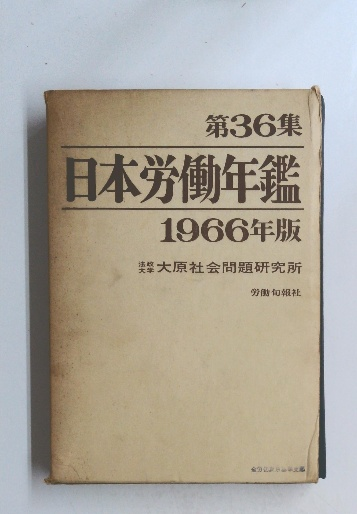 第36集
日本労働年鑑
1966年版
法政大学 大原社会問題研究所
労働旬報社